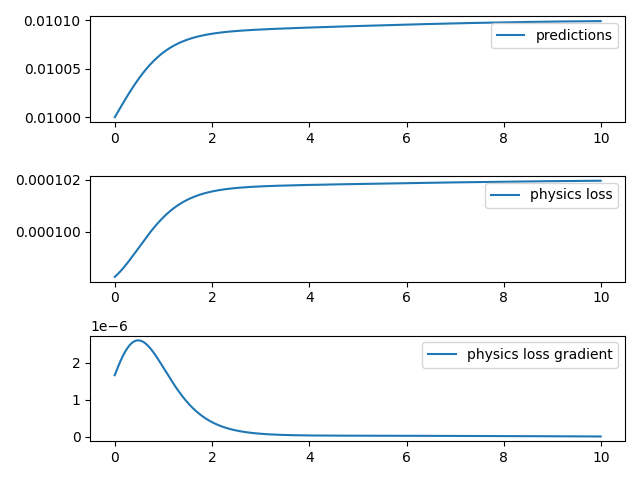 0.01010
0.01005
0.01000
predictions
0 2 4 6 8 10
0.000102
0.000100
physics loss
0 2 4 6 8 10
1e−6
2
1
0
physics loss gradient
0 2 4 6 8 10